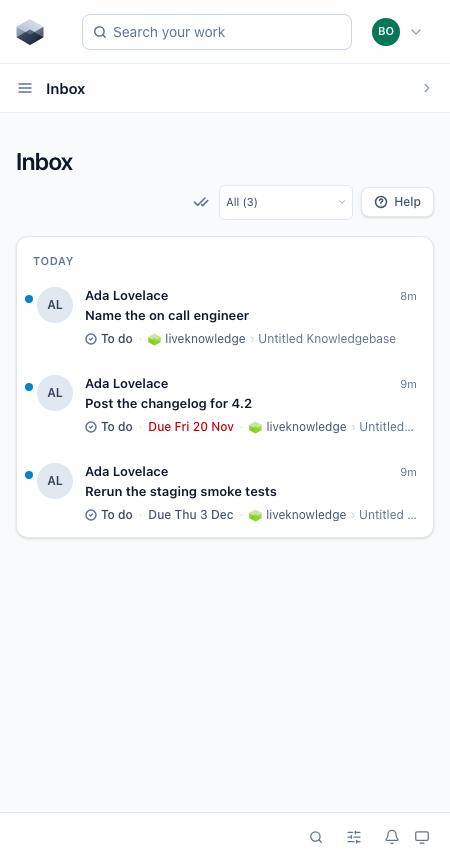 Search your work
BO
Inbox
Inbox
All (3)
Help
TODAY
AL
Ada Lovelace
8m
Name the on call engineer
To do · liveknowledge › Untitled Knowledgebase
AL
Ada Lovelace
9m
Post the changelog for 4.2
To do · Due Fri 20 Nov · liveknowledge › Untitled...
AL
Ada Lovelace
9m
Rerun the staging smoke tests
To do · Due Thu 3 Dec · liveknowledge › Untitled ...